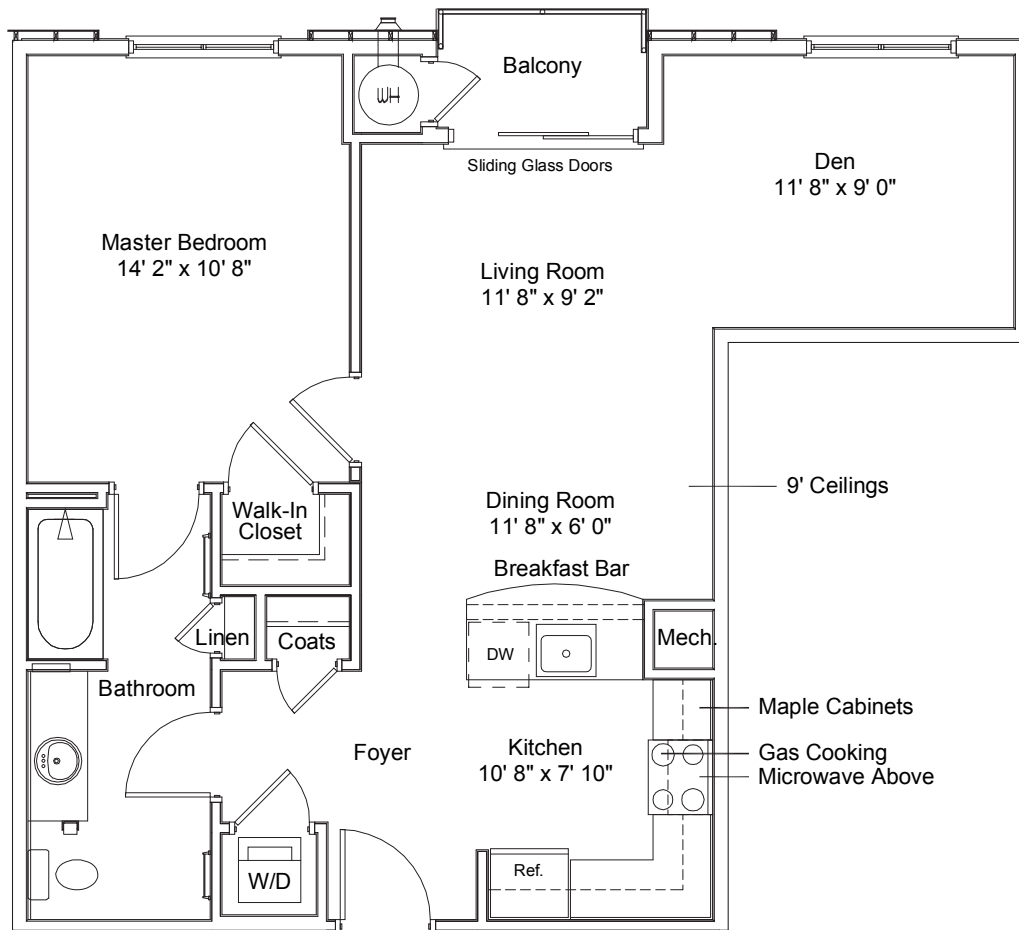 WH
Balcony
Sliding Glass Doors
Den
11' 8" x 9' 0"
Master Bedroom
14' 2" x 10' 8"
Living Room
11' 8" x 9' 2"
Walk-In
Closet
Dining Room
11' 8" x 6' 0"
9' Ceilings
Breakfast Bar
Linen
Coats
DW
Mech.
Bathroom
Maple Cabinets
Foyer
Kitchen
10' 8" x 7' 10"
Gas Cooking
Microwave Above
W/D
Ref.